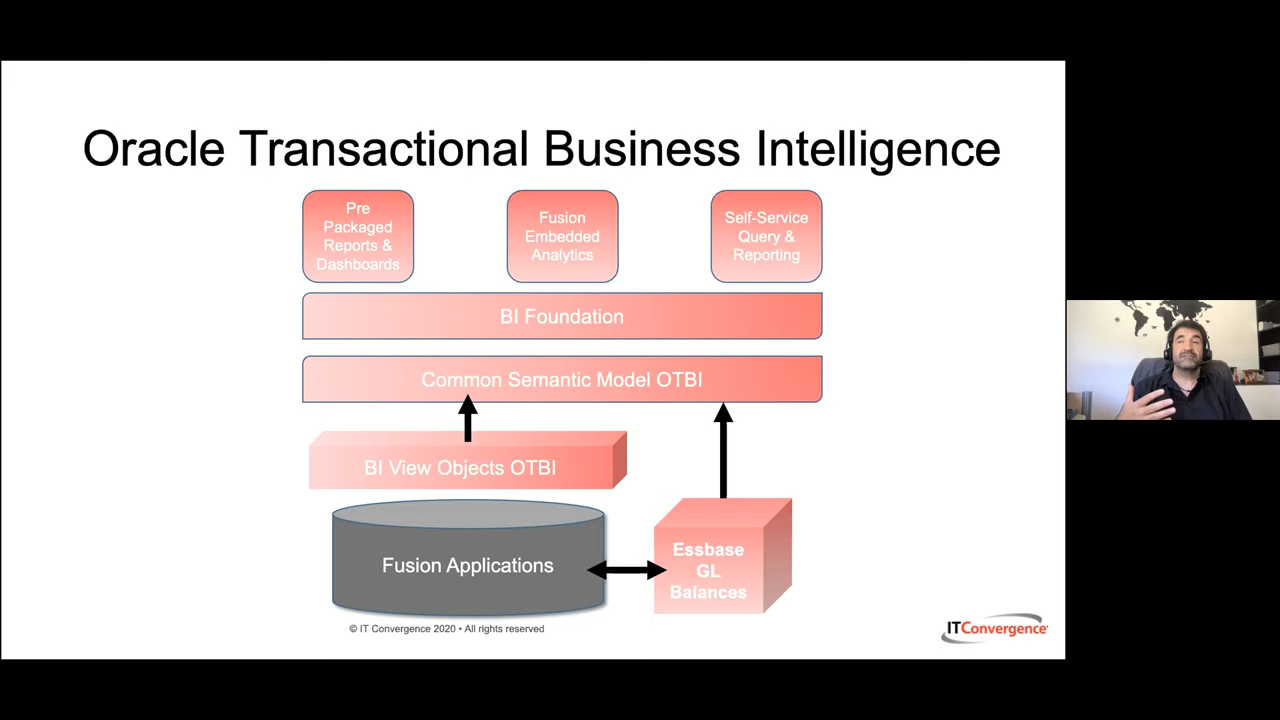 Oracle Transactional Business Intelligence
Pre
Packaged
Reports &
Dashboards
Fusion
Embedded
Analytics
Self-Service
Query &
Reporting
BI Foundation
Common Semantic Model OTBI
BI View Objects OTBI
Fusion Applications
Essbase
GL
Balances
© IT Convergence 2020 • All rights reserved
ITConvergence